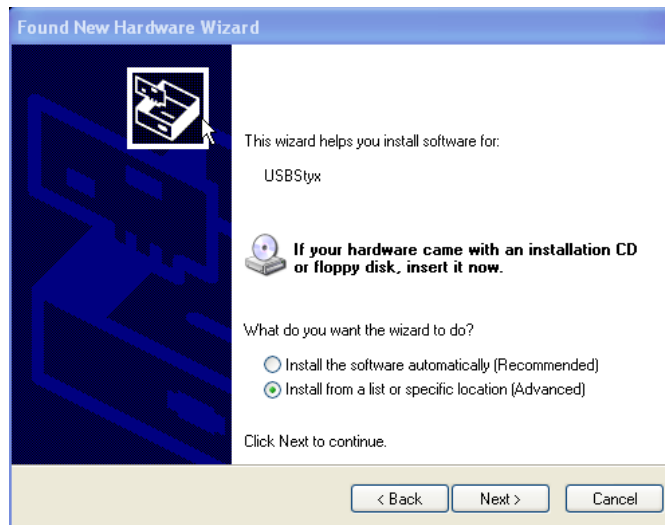 Found New Hardware Wizard
This wizard helps you install software for:
USBStyx
If your hardware came with an installation CD
or floppy disk, insert it now.
What do you want the wizard to do?
Install the software automatically (Recommended)
Install from a list or specific location (Advanced)
Click Next to continue.
< Back Next > Cancel